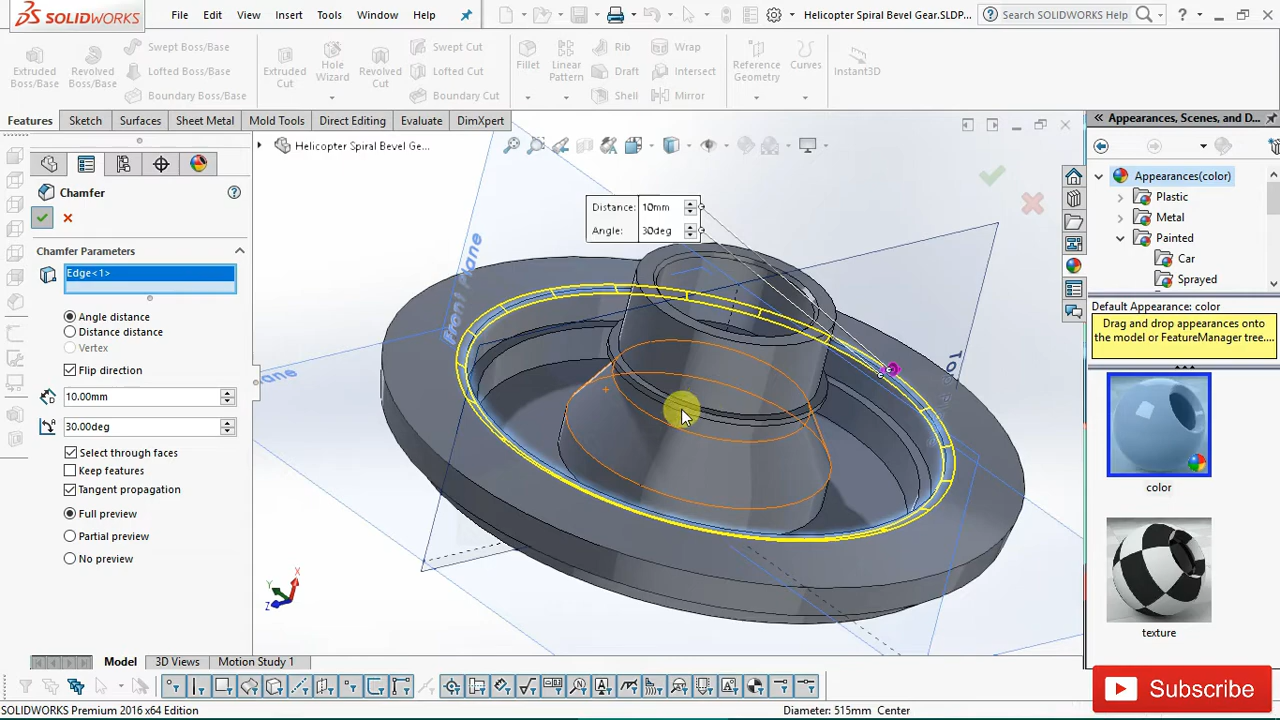 SOLIDWORKS
File Edit View Insert Tools Window Help
Helicopter Spiral Bevel Gear.SLDP...
Search SOLIDWORKS Help
Extruded Boss/Base
Revolved Boss/Base
Swept Boss/Base
Lofted Boss/Base
Boundary Boss/Base
Extruded Cut
Hole Wizard
Revolved Cut
Swept Cut
Lofted Cut
Boundary Cut
Fillet
Linear Pattern
Rib
Draft
Shell
Wrap
Intersect
Mirror
Reference Geometry
Curves
Instant3D
Features Sketch Surfaces Sheet Metal Mold Tools Direct Editing Evaluate DimXpert
Helicopter Spiral Bevel Ge...
Chamfer
Chamfer Parameters
Edge<1>
Angle distance
Distance distance
Vertex
Flip direction
10.00mm
30.00deg
Select through faces
Keep features
Tangent propagation
Full preview
Partial preview
No preview
Distance: 10mm
Angle: 30deg
Plane
ane
To
X
Y
Z
Appearances, Scenes, and D...
Appearances(color)
Plastic
Metal
Painted
Car
Sprayed
Default Appearance: color
Drag and drop appearances onto
the model or FeatureManager tree....
color
texture
Model 3D Views Motion Study 1
Subscribe
SOLIDWORKS Premium 2016 x64 Edition
Diameter: 515mm Center